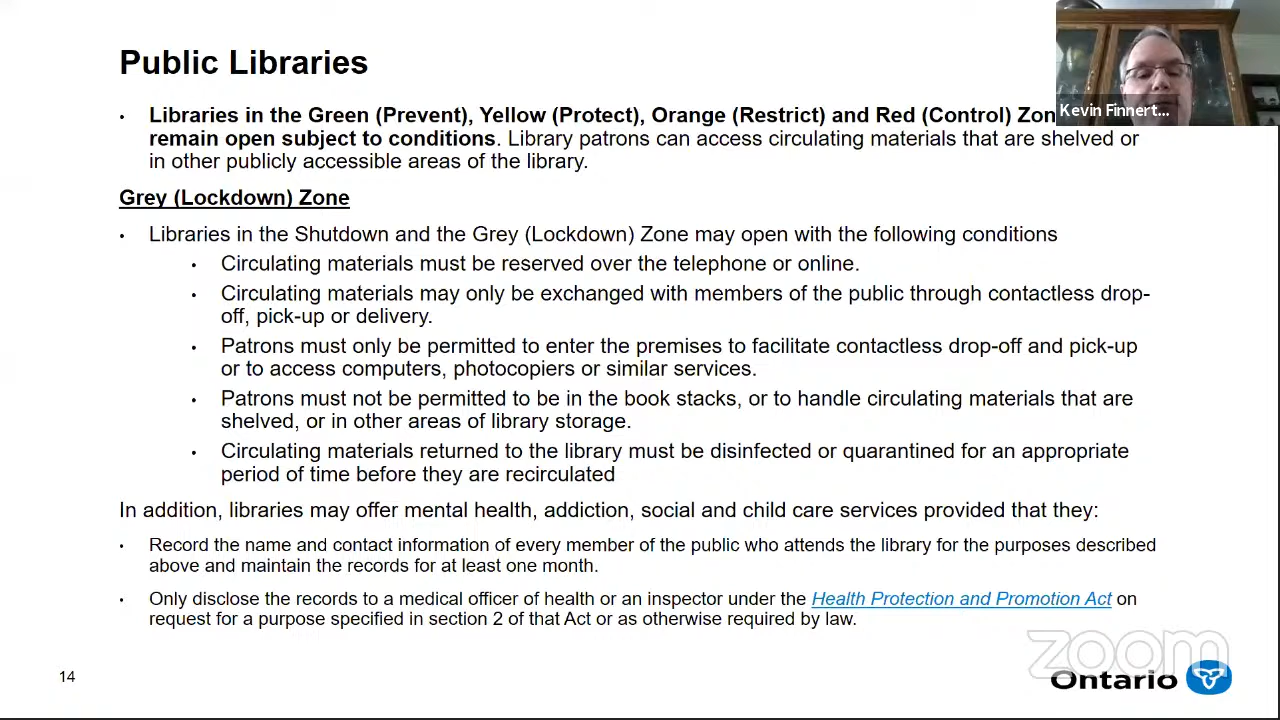 Public Libraries
• Libraries in the Green (Prevent), Yellow (Protect), Orange (Restrict) and Red (Control) Zon
remain open subject to conditions. Library patrons can access circulating materials that are shelved or
in other publicly accessible areas of the library.
Grey (Lockdown) Zone
• Libraries in the Shutdown and the Grey (Lockdown) Zone may open with the following conditions
• Circulating materials must be reserved over the telephone or online.
• Circulating materials may only be exchanged with members of the public through contactless drop-
off, pick-up or delivery.
• Patrons must only be permitted to enter the premises to facilitate contactless drop-off and pick-up
or to access computers, photocopiers or similar services.
• Patrons must not be permitted to be in the book stacks, or to handle circulating materials that are
shelved, or in other areas of library storage.
• Circulating materials returned to the library must be disinfected or quarantined for an appropriate
period of time before they are recirculated
In addition, libraries may offer mental health, addiction, social and child care services provided that they:
• Record the name and contact information of every member of the public who attends the library for the purposes described
above and maintain the records for at least one month.
• Only disclose the records to a medical officer of health or an inspector under the Health Protection and Promotion Act on
request for a purpose specified in section 2 of that Act or as otherwise required by law.
14
Kevin Finnert...
zoom
Ontario